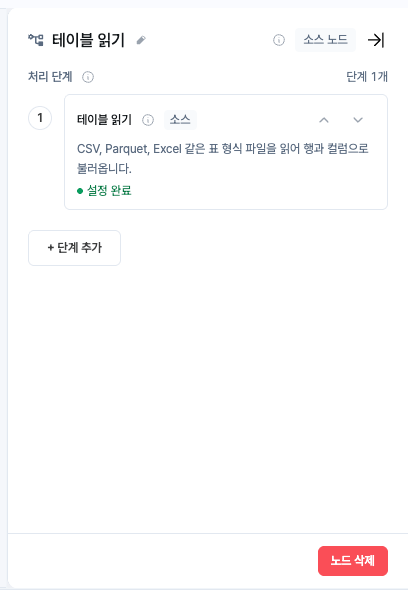 테이블 읽기
소스 노드
처리 단계
단계 1개
1
테이블 읽기
소스
CSV, Parquet, Excel 같은 표 형식 파일을 읽어 행과 컬럼으로
불러옵니다.
설정 완료
+ 단계 추가
노드 삭제